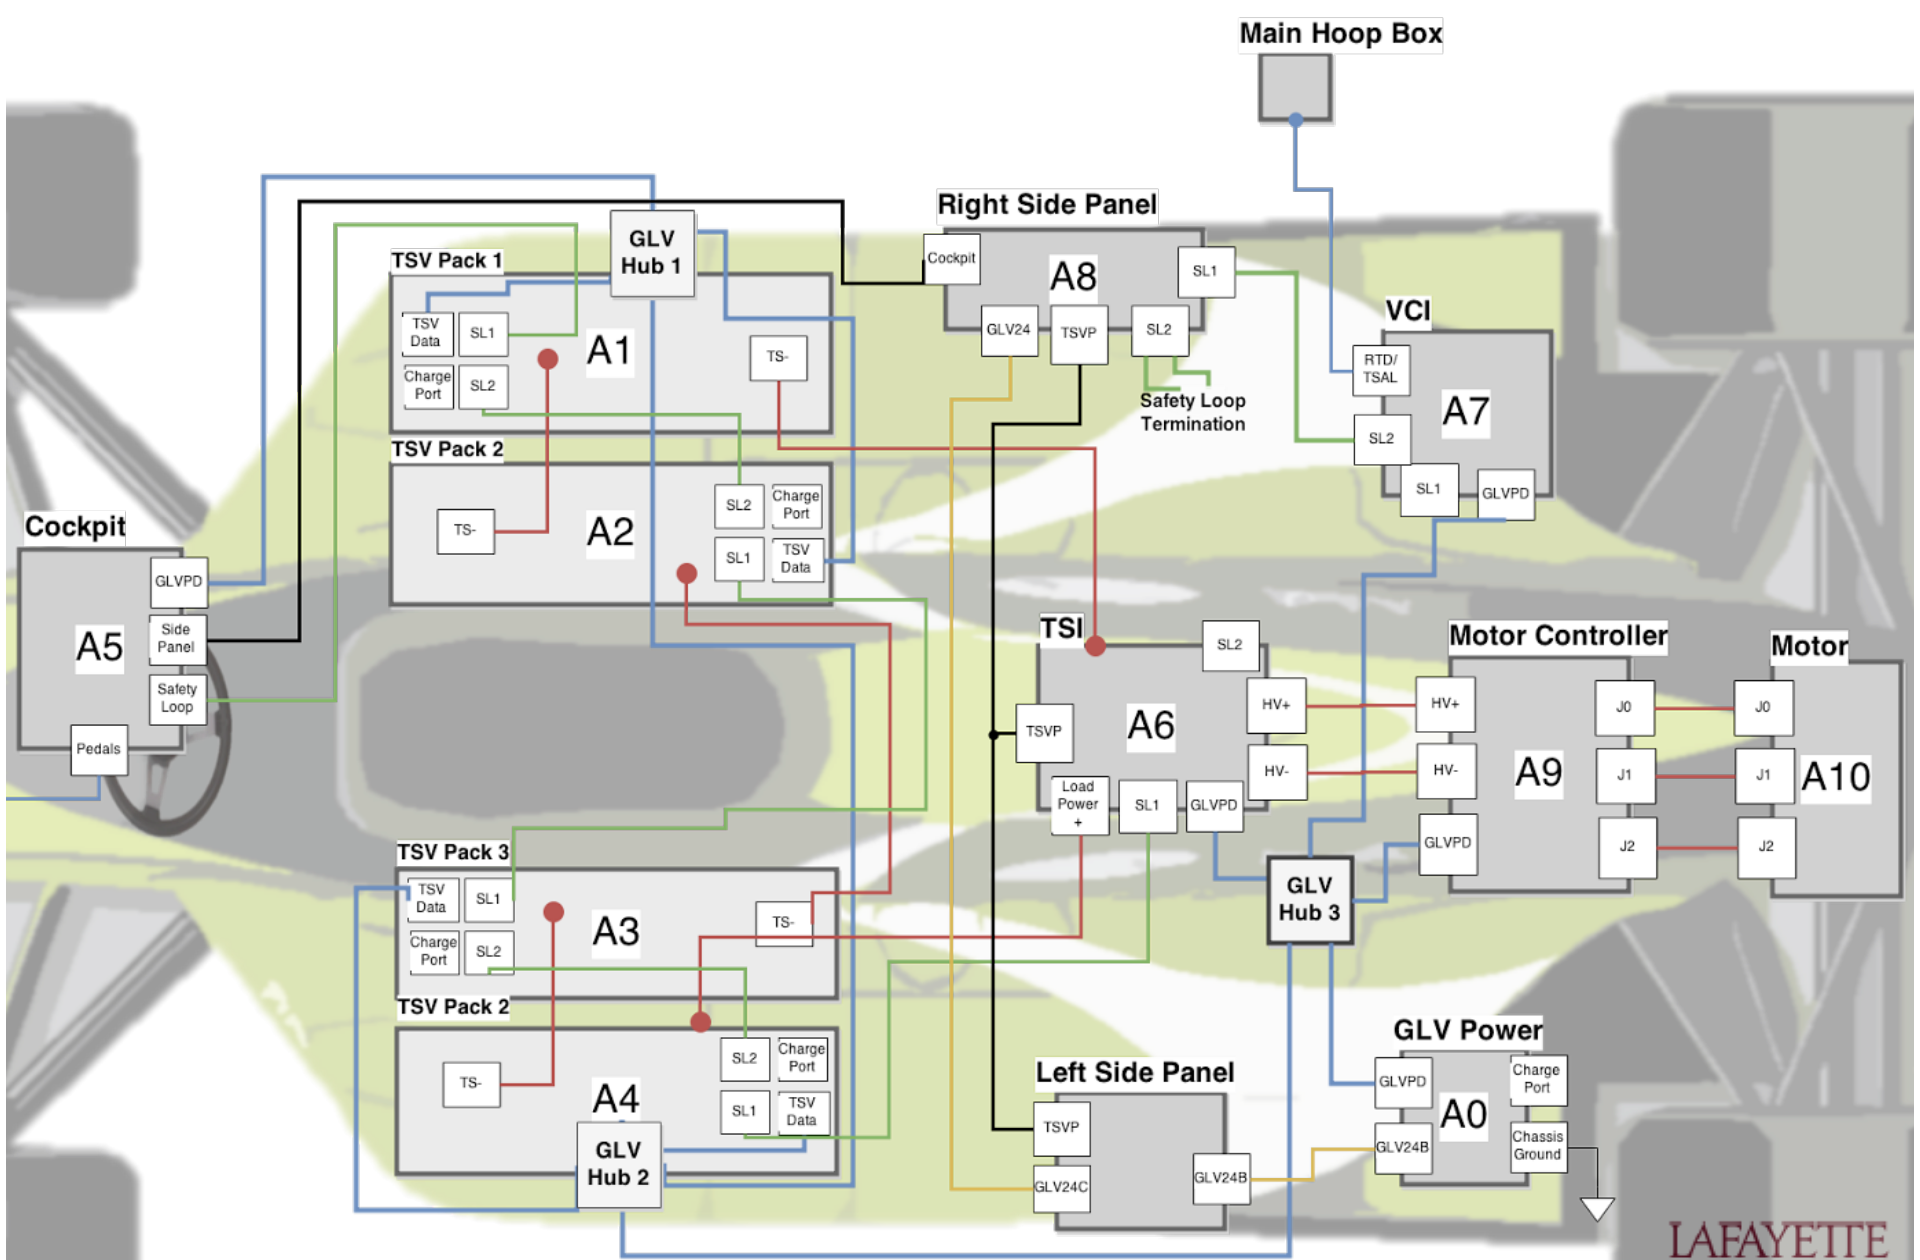 Main Hoop Box
Right Side Panel
Cockpit
A8
SL1
GLV24
TSVP
SL2
Safety Loop
Termination
VCI
RTD/
TSAL
A7
SL2
SL1
GLVPD
GLV
Hub 1
TSV Pack 1
TSV
Data
SL1
A1
TS-
Charge
Port
SL2
TSV Pack 2
SL2
Charge
Port
TS-
A2
SL1
TSV
Data
Cockpit
GLVPD
A5
Side
Panel
Safety
Loop
Pedals
TSI
SL2
HV+
TSVP
A6
HV-
Load
Power
+
SL1
GLVPD
Motor Controller
HV+
J0
HV-
A9
J1
GLVPD
J2
Motor
J0
J1
A10
J2
GLV
Hub 3
TSV Pack 3
TSV
Data
SL1
A3
TS-
Charge
Port
SL2
TSV Pack 2
SL2
Charge
Port
TS-
A4
SL1
TSV
Data
GLV
Hub 2
Left Side Panel
TSVP
GLV24C
GLV24B
GLV Power
GLVPD
Charge
Port
A0
GLV24B
Chassis
Ground
LAFAYETTE